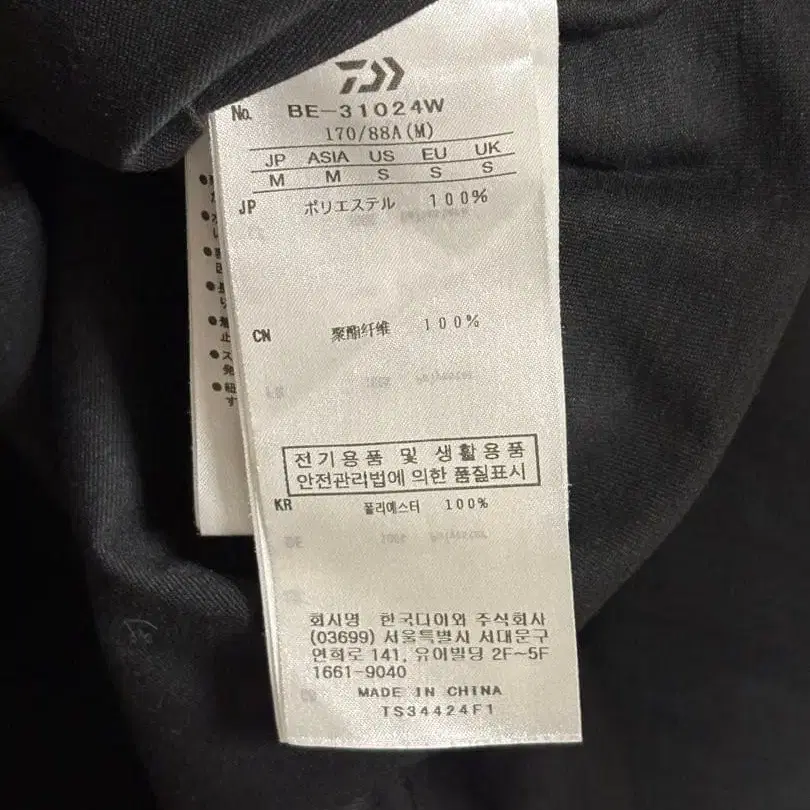 No. BE-31024W
170/88A(M)
JP ASIA US EU UK
M M S S S
JP ポリエステル 100%
CN 聚酯纤维 100%
전기용품 및 생활용품
안전관리법에 의한 품질표시
KR 폴리에스터 100%
회사명 한국다이와 주식회사
(03699) 서울특별시 서대문구
연희로 141, 유어빌딩 2F~5F
1661-9040
MADE IN CHINA
TS34424F1